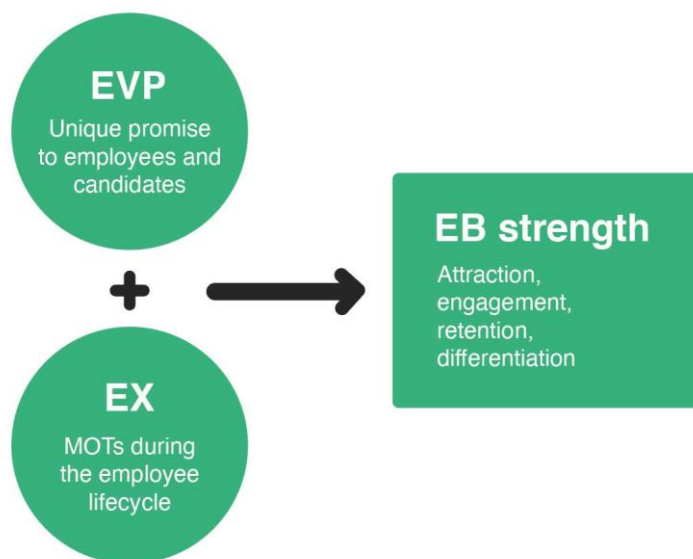 EVP
Unique promise
to employees and
candidates
+
EX
MOTs during
the employee
lifecycle
EB strength
Attraction,
engagement,
retention,
differentiation